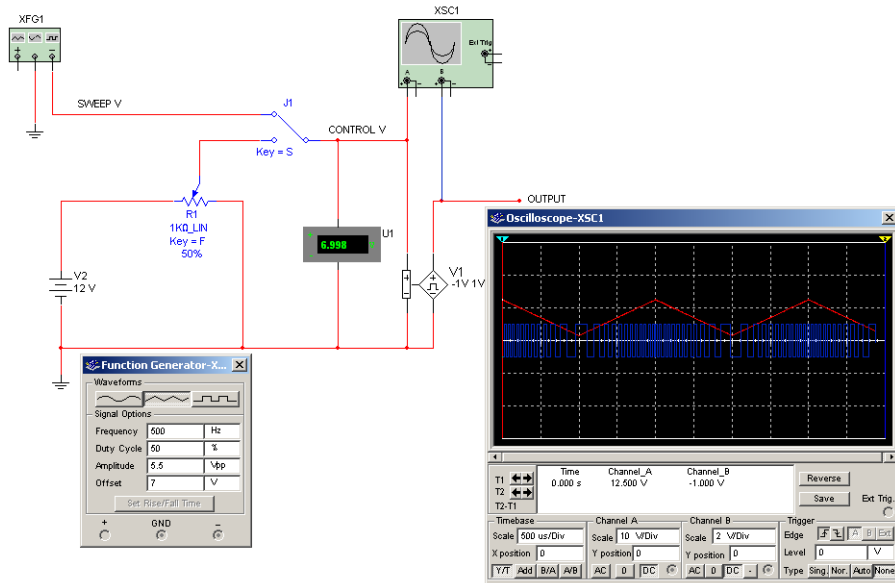 XFG1
XSC1
Ext Trig
A B
SWEEP V
J1
CONTROL V
Key = S
OUTPUT
R1
1KΩ_LIN
Key = F
50%
U1
6.998
V1
-1V 1V
V2
12 V
Oscilloscope-XSC1
1
Function Generator-X...
Waveforms
Signal Options
Frequency 500 Hz
Duty Cycle 50 %
Amplitude 5.5 Vpp
Offset 7 V
Set Rise/Fall Time
+ GND -
Time Channel_A Channel_B
T1 0.000 s 12.500 V -1.000 V
T2
T2-T1
Reverse
Save
Ext Trig.
Timebase Channel A Channel B Trigger
Scale 500 us/Div Scale 10 V/Div Scale 2 V/Div Edge A B Ext
X position 0 Y position 0 Y position 0 Level 0 V
Y/T Add B/A A/B AC 0 DC AC 0 DC - Type Sing. Nor. Auto None